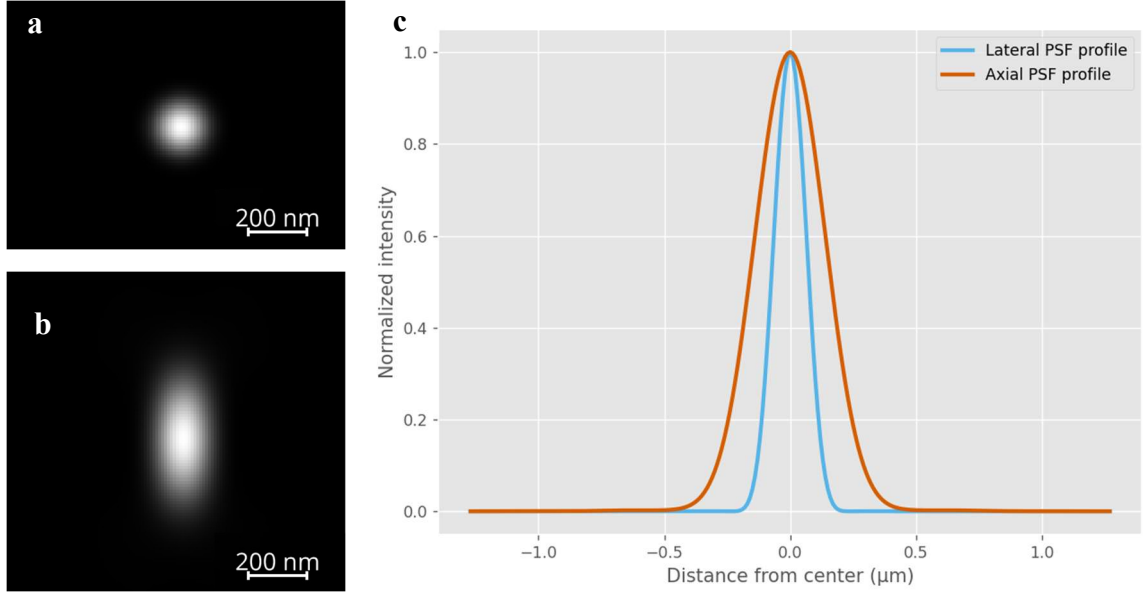 a
200 nm
b
200 nm
c
Lateral PSF profile
Axial PSF profile
Normalized intensity
1.0
0.8
0.6
0.4
0.2
0.0
−1.0 −0.5 0.0 0.5 1.0
Distance from center (μm)